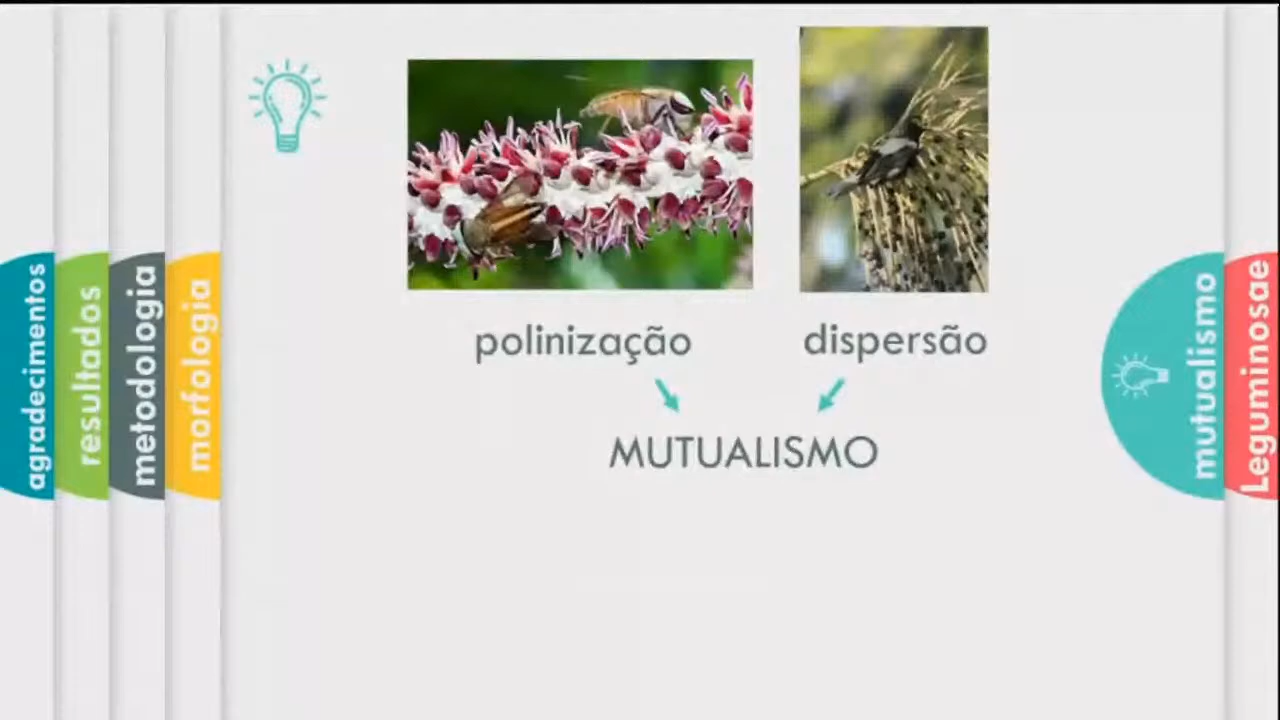 agradecimentos
resultados
metodologia
morfologia
polinização
dispersão
MUTUALISMO
mutualismo
Leguminosae